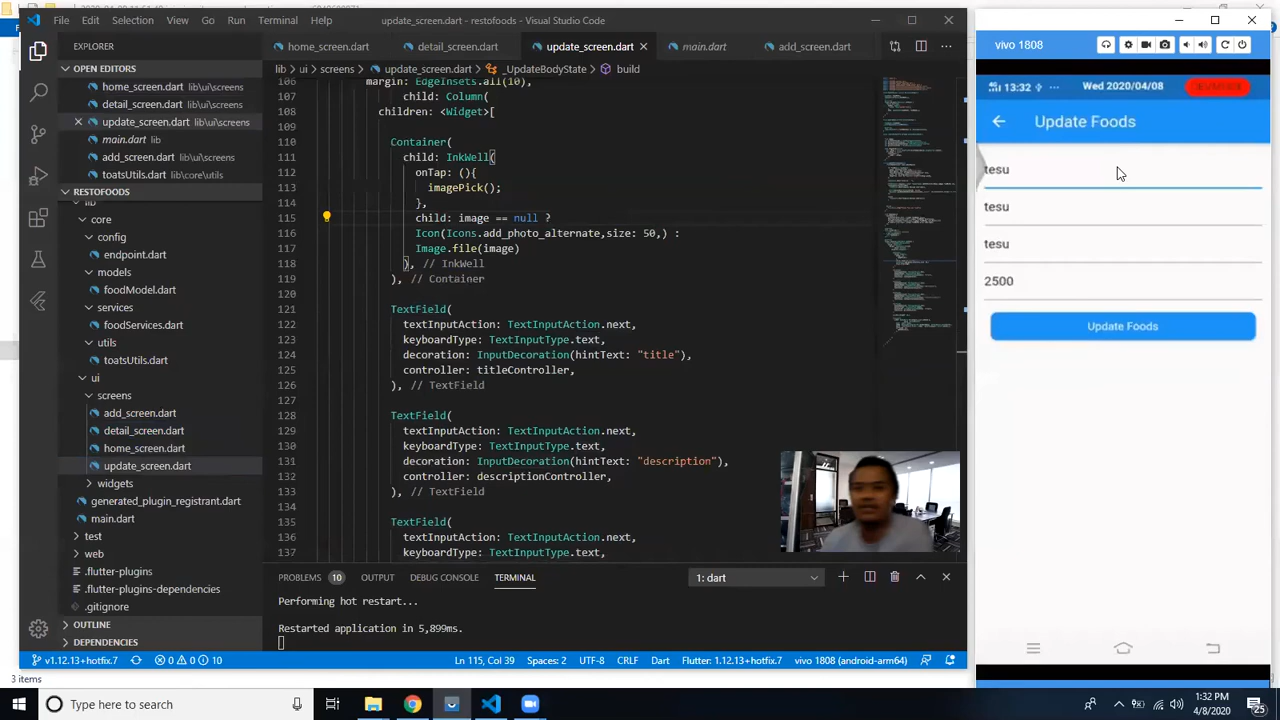 File Edit Selection View Go Run Terminal Help update_screen.dart - restofoods - Visual Studio Code
EXPLORER
OPEN EDITORS
home_screen.dart lib\ui\screens
update_screen.dart
add_screen.dart lib\ui\screens
toatsUtils.dart lib\core\utils
RESTOFOODS
lib
core
config
endpoint.dart
models
foodModel.dart
services
foodServices.dart
utils
toatsUtils.dart
ui
screens
add_screen.dart
detail_screen.dart
home_screen.dart
update_screen.dart
widgets
generated_plugin_registrant.dart
main.dart
test
web
.flutter-plugins
.flutter-plugins-dependencies
.gitignore
OUTLINE
DEPENDENCIES
home_screen.dart detail_screen.dart update_screen.dart main.dart add_screen.dart
lib > ui > screens > _UpdateBodyState > build
106 margin: EdgeInsets.all(10),
107 child: Column(
108 children: <Widget>[
109
110 Container(
111 child: InkWell(
112 onTap: (){
113 imagePick();
114 },
115 child: image == null ?
116 Icon(Icons.add_photo_alternate,size: 50,) :
117 Image.file(image)
118 ), // InkWell
119 ), // Container
120
121 TextField(
122 textInputAction: TextInputAction.next,
123 keyboardType: TextInputType.text,
124 decoration: InputDecoration(hintText: "title"),
125 controller: titleController,
126 ), // TextField
127
128 TextField(
129 textInputAction: TextInputAction.next,
130 keyboardType: TextInputType.text,
131 decoration: InputDecoration(hintText: "description"),
132 controller: descriptionController,
133 ), // TextField
134
135 TextField(
136 textInputAction: TextInputAction.next,
137 keyboardType: TextInputType.text,
PROBLEMS 10 OUTPUT DEBUG CONSOLE TERMINAL 1: dart
Performing hot restart...
Restarted application in 5,899ms.
v1.12.13+hotfix.7 0 0 10 Ln 115, Col 39 Spaces: 2 UTF-8 CRLF Dart Flutter: 1.12.13+hotfix.7 vivo 1808 (android-arm64)
vivo 1808
13:32 ... Wed 2020/04/08
Update Foods
tesu
tesu
tesu
2500
Update Foods
3 items
Type here to search
1:32 PM
4/8/2020
25